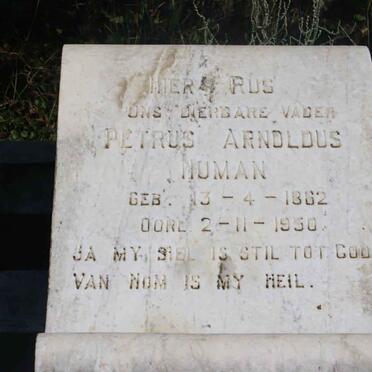 HIER RUS
ONS DIERBARE VADER
PETRUS ARNOLDUS
HUMAN
GEB. 13-4-1862
OORL 2-11-1950.
JA MY SIEL IS STIL TOT GOD
VAN HOM IS MY HEIL.